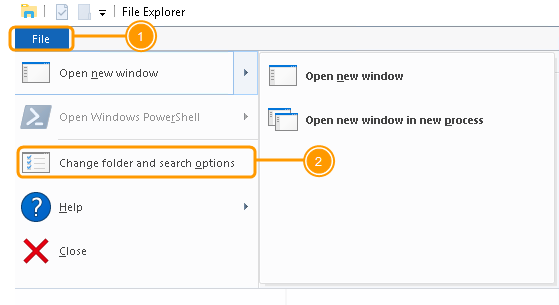 File Explorer
File
1
Open new window
Open Windows PowerShell
Change folder and search options
2
Help
Close
Open new window
Open new window in new process